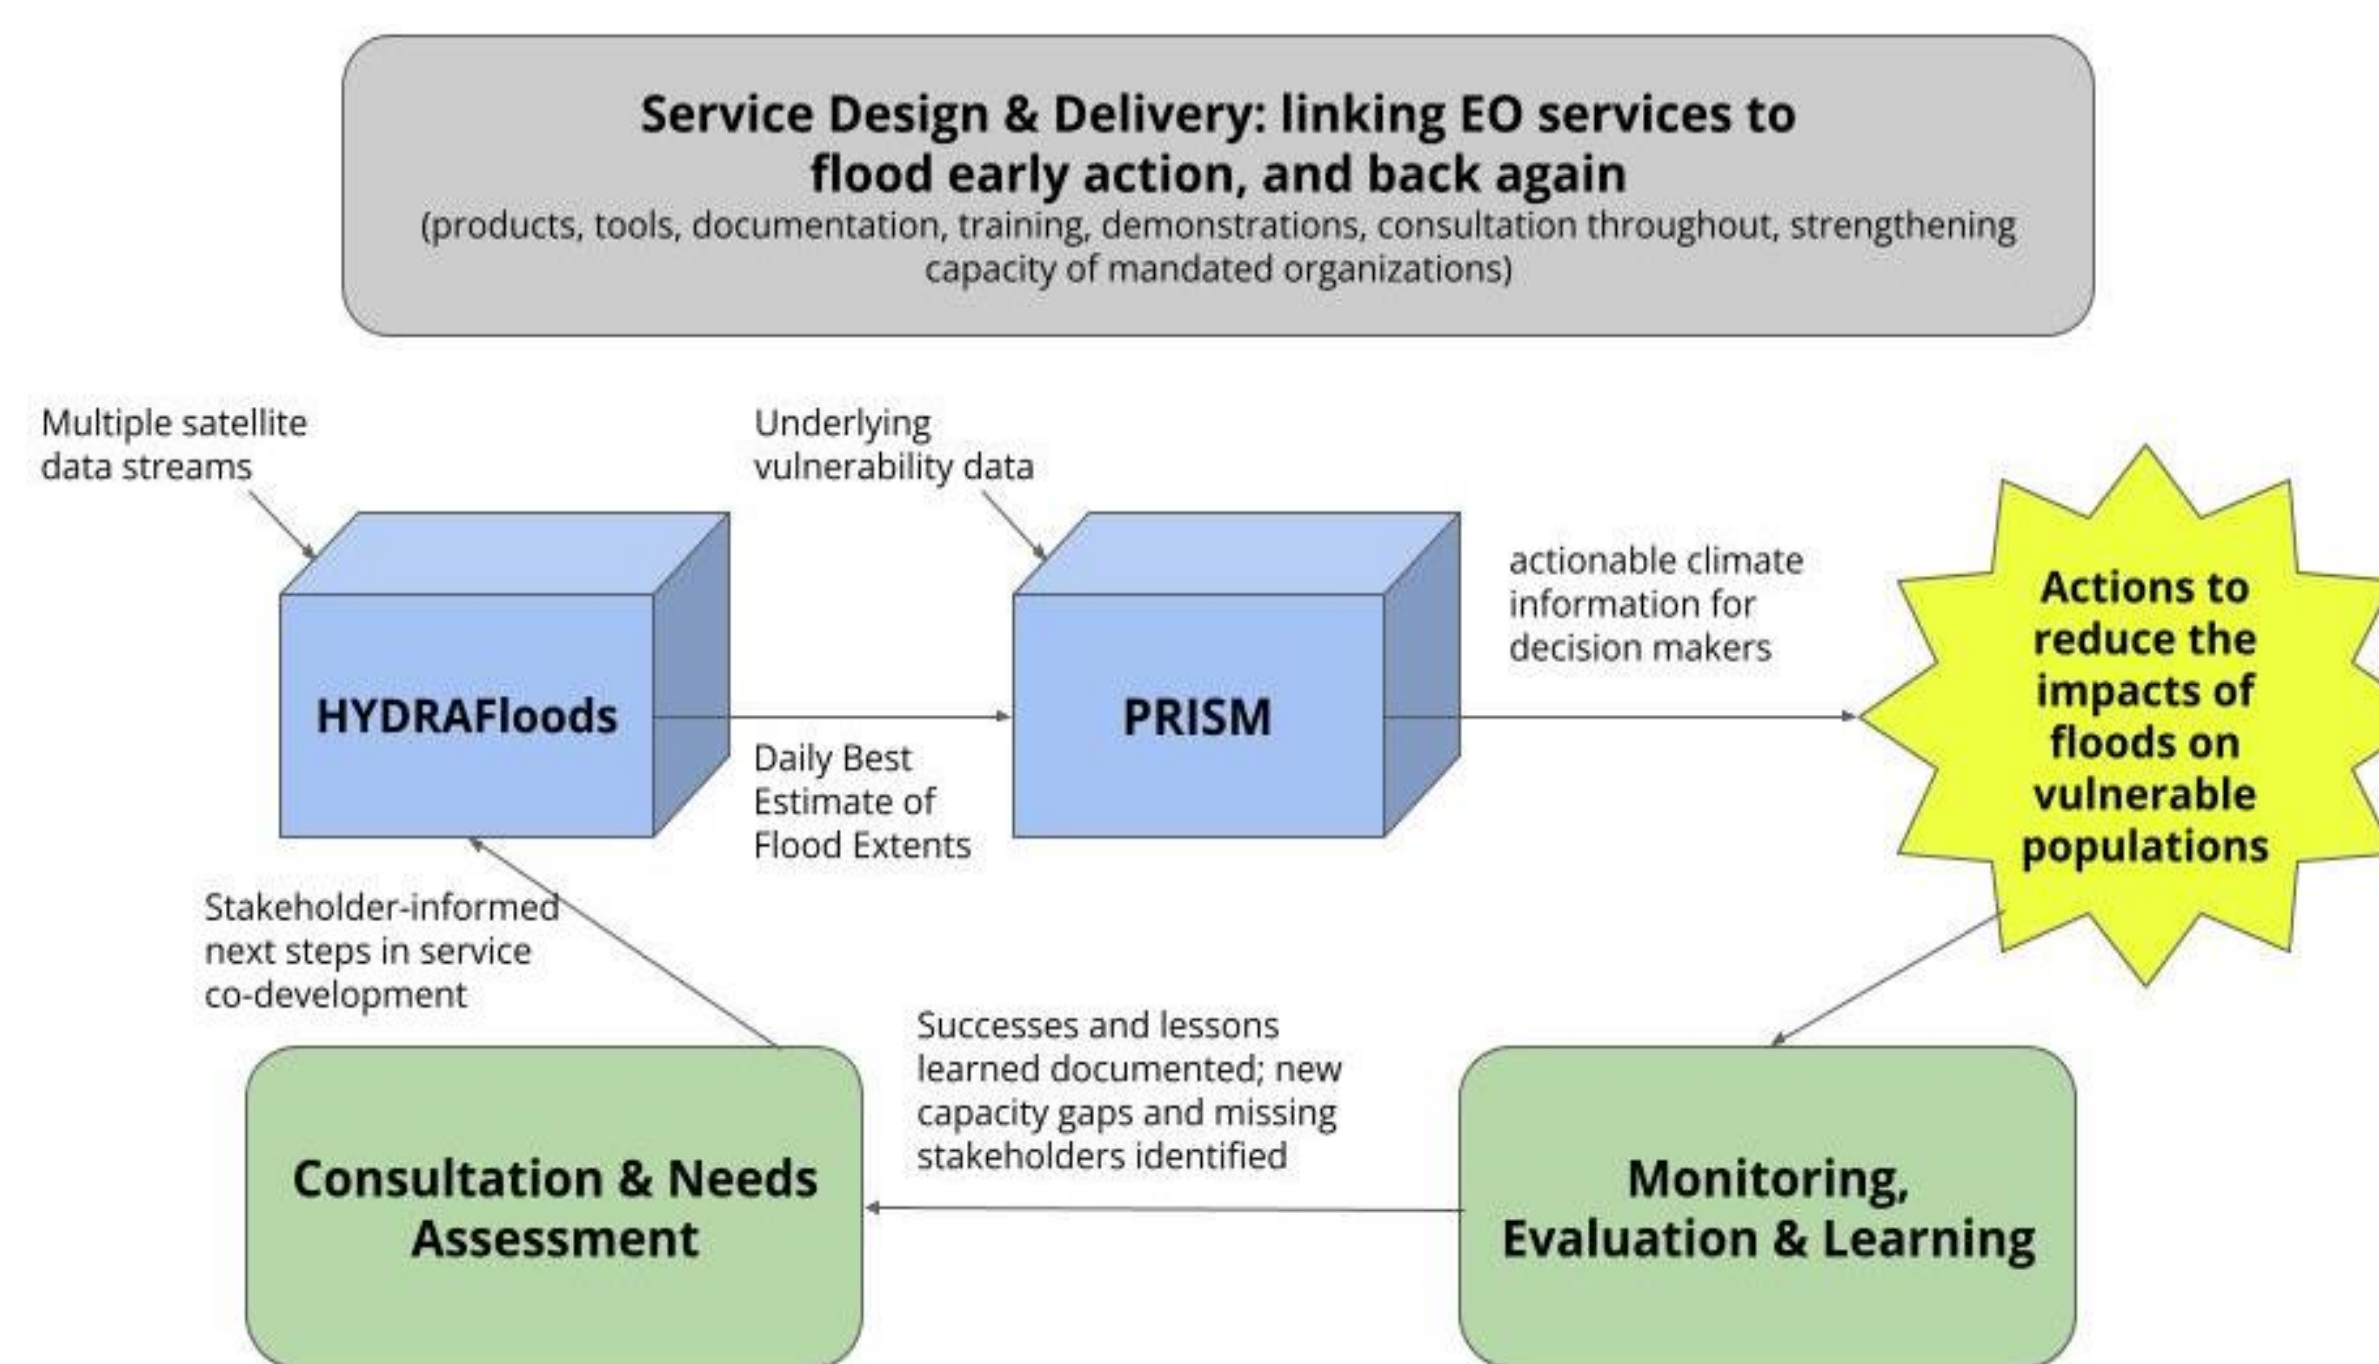 Service Design & Delivery: linking EO services to
flood early action, and back again
(products, tools, documentation, training, demonstrations, consultation throughout, strengthening
capacity of mandated organizations)
Multiple satellite
data streams
Underlying
vulnerability data
HYDRAFloods
Daily Best
Estimate of
Flood Extents
PRISM
actionable climate
information for
decision makers
Actions to
reduce the
impacts of
floods on
vulnerable
populations
Stakeholder-informed
next steps in service
co-development
Successes and lessons
learned documented; new
capacity gaps and missing
stakeholders identified
Consultation & Needs
Assessment
Monitoring,
Evaluation & Learning